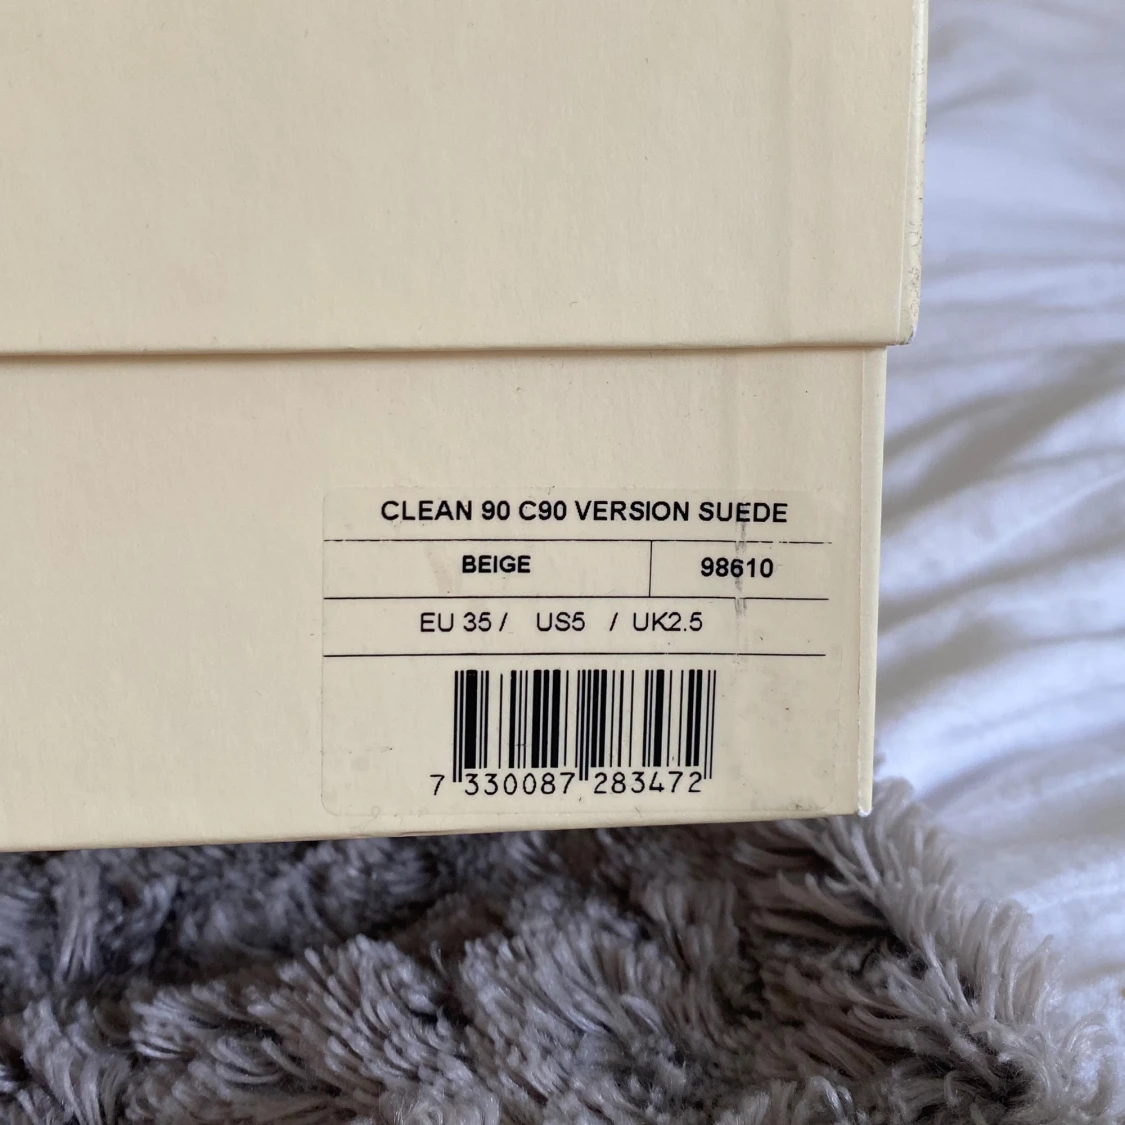 CLEAN 90 C90 VERSION SUEDE
BEIGE 98610
EU 35 / US5 / UK2.5
7 330087 283472